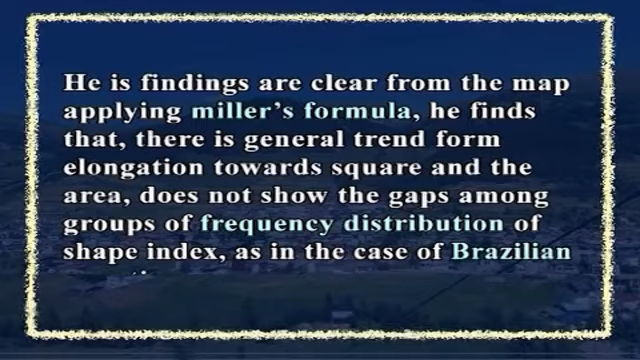 He is findings are clear from the map
applying miller's formula, he finds
that, there is general trend form
elongation towards square and the
area, does not show the gaps among
groups of frequency distribution of
shape index, as in the case of Brazilian